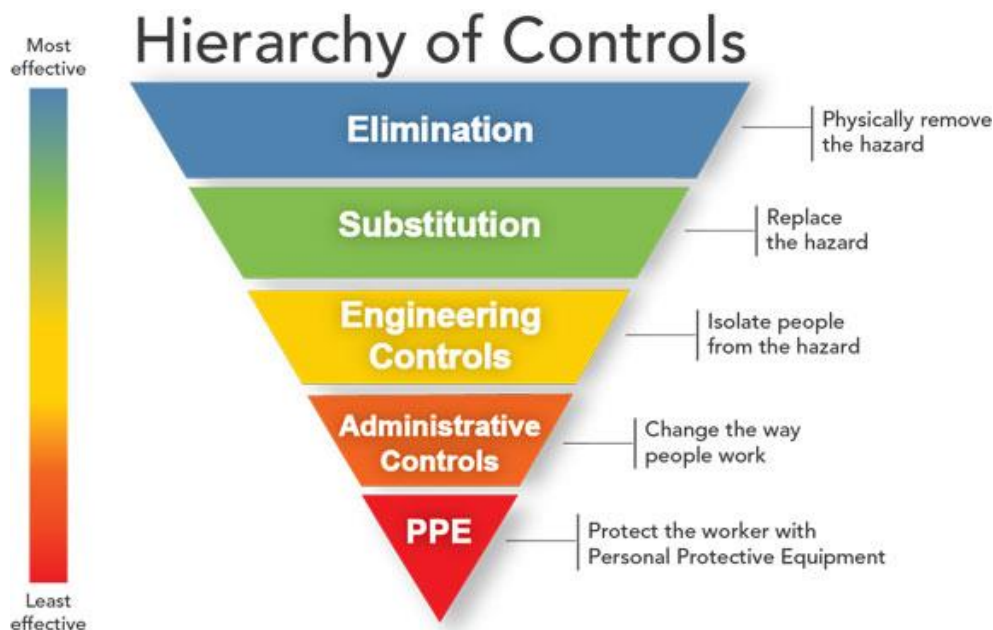 Hierarchy of Controls
Most
effective
Elimination
Physically remove
the hazard
Substitution
Replace
the hazard
Engineering
Controls
Isolate people
from the hazard
Administrative
Controls
Change the way
people work
PPE
Protect the worker with
Personal Protective Equipment
Least
effective